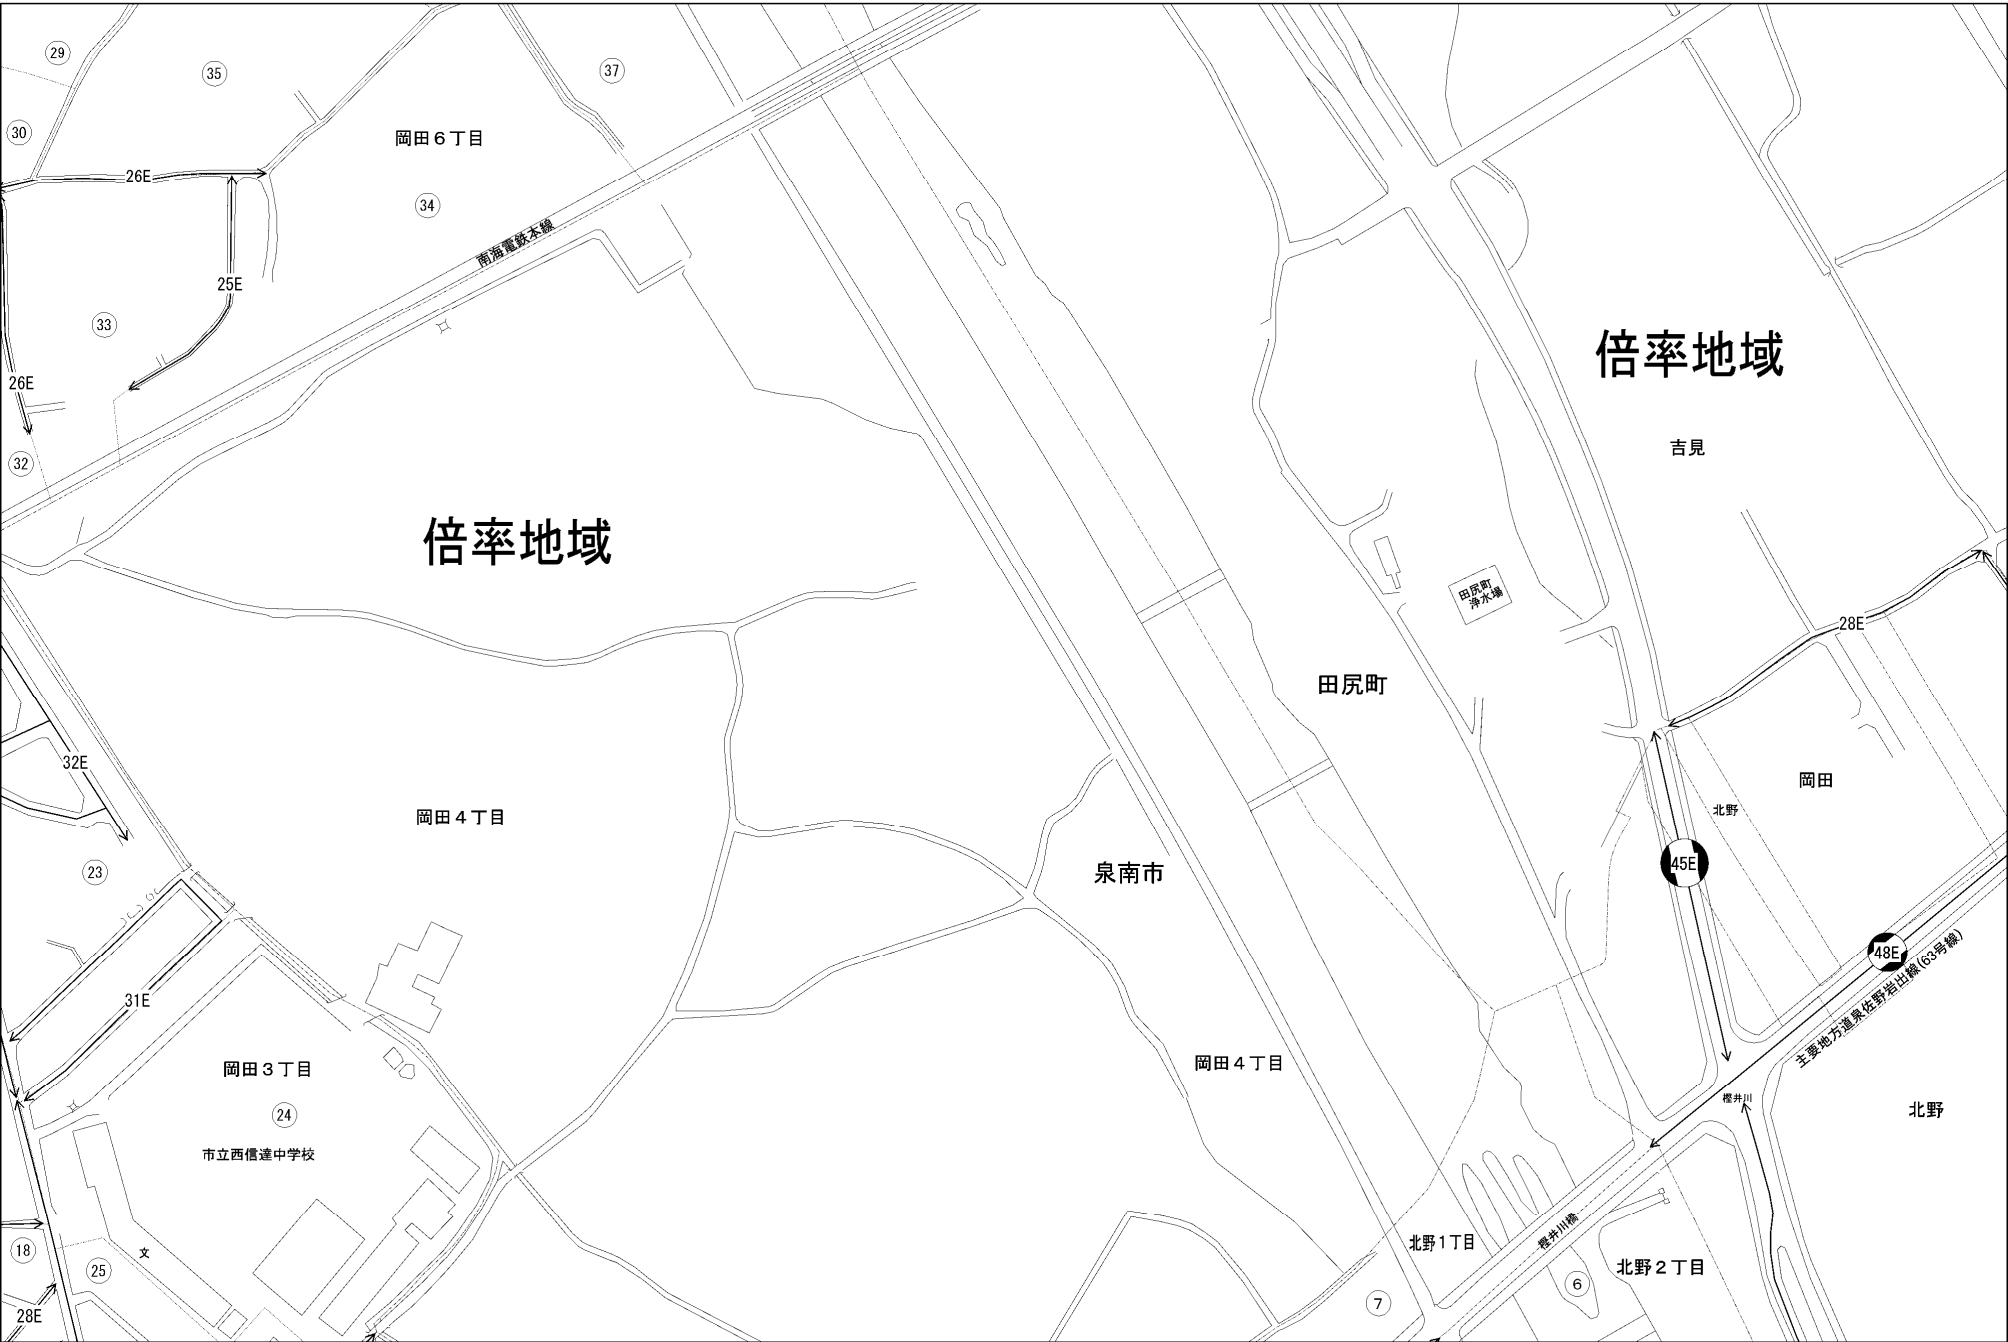 29
35
37
30
岡田6丁目
26E
34
南海電鉄本線
25E
33
倍率地域
26E
吉見
32
倍率地域
田尻町
浄水場
28E
田尻町
32E
岡田
北野
岡田4丁目
45E
23
泉南市
48E
主要地方道泉佐野岩出線(63号線)
31E
岡田3丁目
岡田4丁目
樫井川
24
北野
市立西信達中学校
樫井川橋
北野1丁目
18
文
25
北野2丁目
6
7
28E